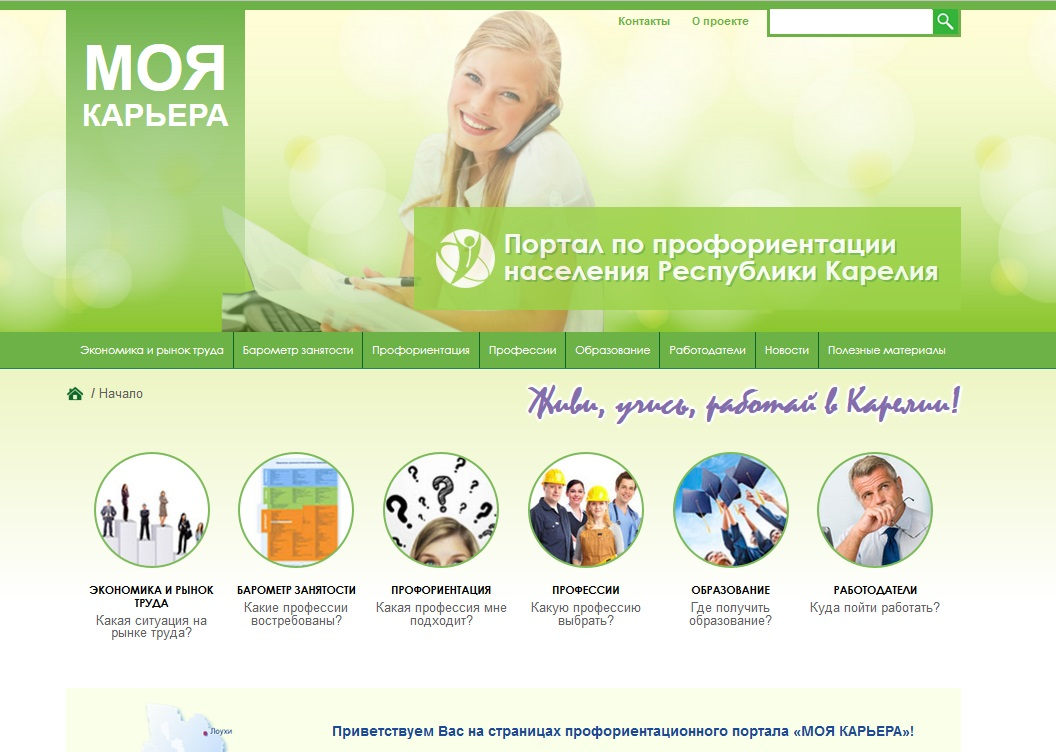 Контакты
О проекте
МОЯ
КАРЬЕРА
Портал по профориентации
населения Республики Карелия
Экономика и рынок труда
Барометр занятости
Профориентация
Профессии
Образование
Работодатели
Новости
Полезные материалы
/ Начало
Живи, учись, работай в Карелии!
ЭКОНОМИКА И РЫНОК
ТРУДА
Какая ситуация на
рынке труда?
БАРОМЕТР ЗАНЯТОСТИ
Какие профессии
востребованы?
ПРОФОРИЕНТАЦИЯ
Какая профессия мне
подходит?
ПРОФЕССИИ
Какую профессию
выбрать?
ОБРАЗОВАНИЕ
Где получить
образование?
РАБОТОДАТЕЛИ
Куда пойти работать?
Лоухи
Приветствуем Вас на страницах профориентационного портала «МОЯ КАРЬЕРА»!